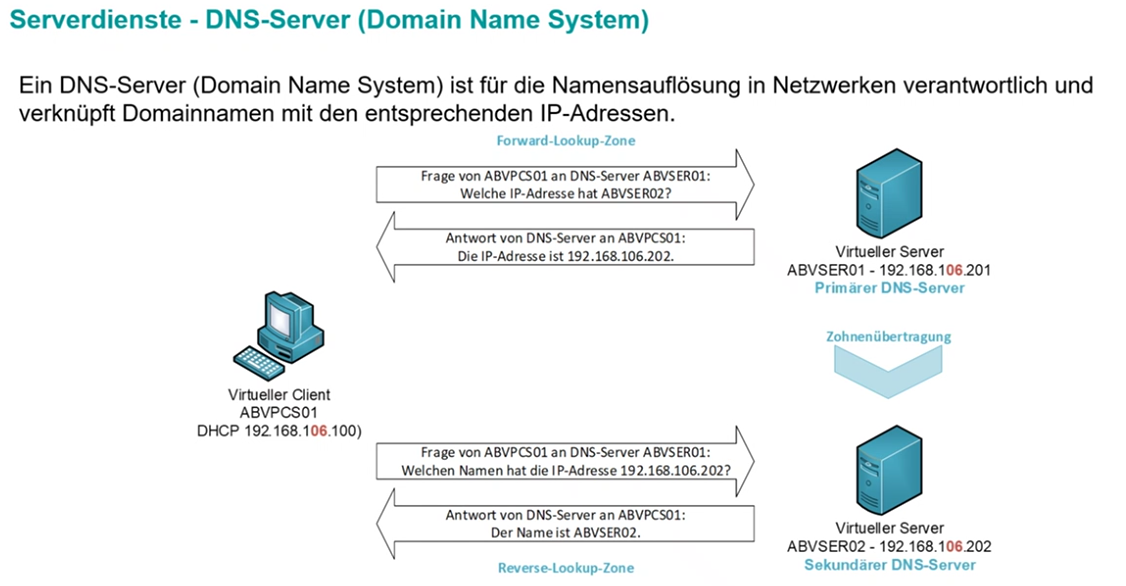 Serverdienste - DNS-Server (Domain Name System)
Ein DNS-Server (Domain Name System) ist für die Namensauflösung in Netzwerken verantwortlich und
verknüpft Domainnamen mit den entsprechenden IP-Adressen.
Forward-Lookup-Zone
Frage von ABVPCS01 an DNS-Server ABVSER01:
Welche IP-Adresse hat ABVSER02?
Antwort von DNS-Server an ABVPCS01:
Die IP-Adresse ist 192.168.106.202.
Virtueller Server
ABVSER01 - 192.168.106.201
Primärer DNS-Server
Zohnenübertragung
Virtueller Client
ABVPCS01
DHCP 192.168.106.100)
Frage von ABVPCS01 an DNS-Server ABVSER01:
Welchen Namen hat die IP-Adresse 192.168.106.202?
Antwort von DNS-Server an ABVPCS01:
Der Name ist ABVSER02.
Reverse-Lookup-Zone
Virtueller Server
ABVSER02 - 192.168.106.202
Sekundärer DNS-Server